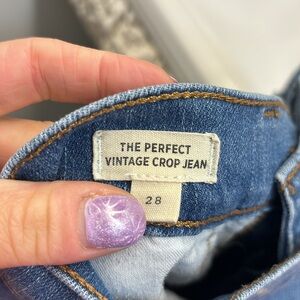 THE PERFECT
VINTAGE CROP JEAN
28